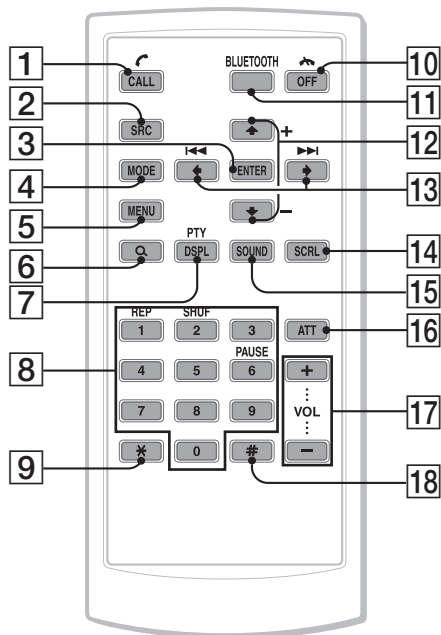 1
CALL
BLUETOOTH
OFF
10
11
2
SRC
+
12
3
4
MODE
ENTER
13
5
MENU
–
6
PTY
DSPL
SOUND
SCRL
14
7
15
REP
SHUF
1
2
3
ATT
16
8
PAUSE
4
5
6
+
VOL
17
7
8
9
–
9
*
0
#
18